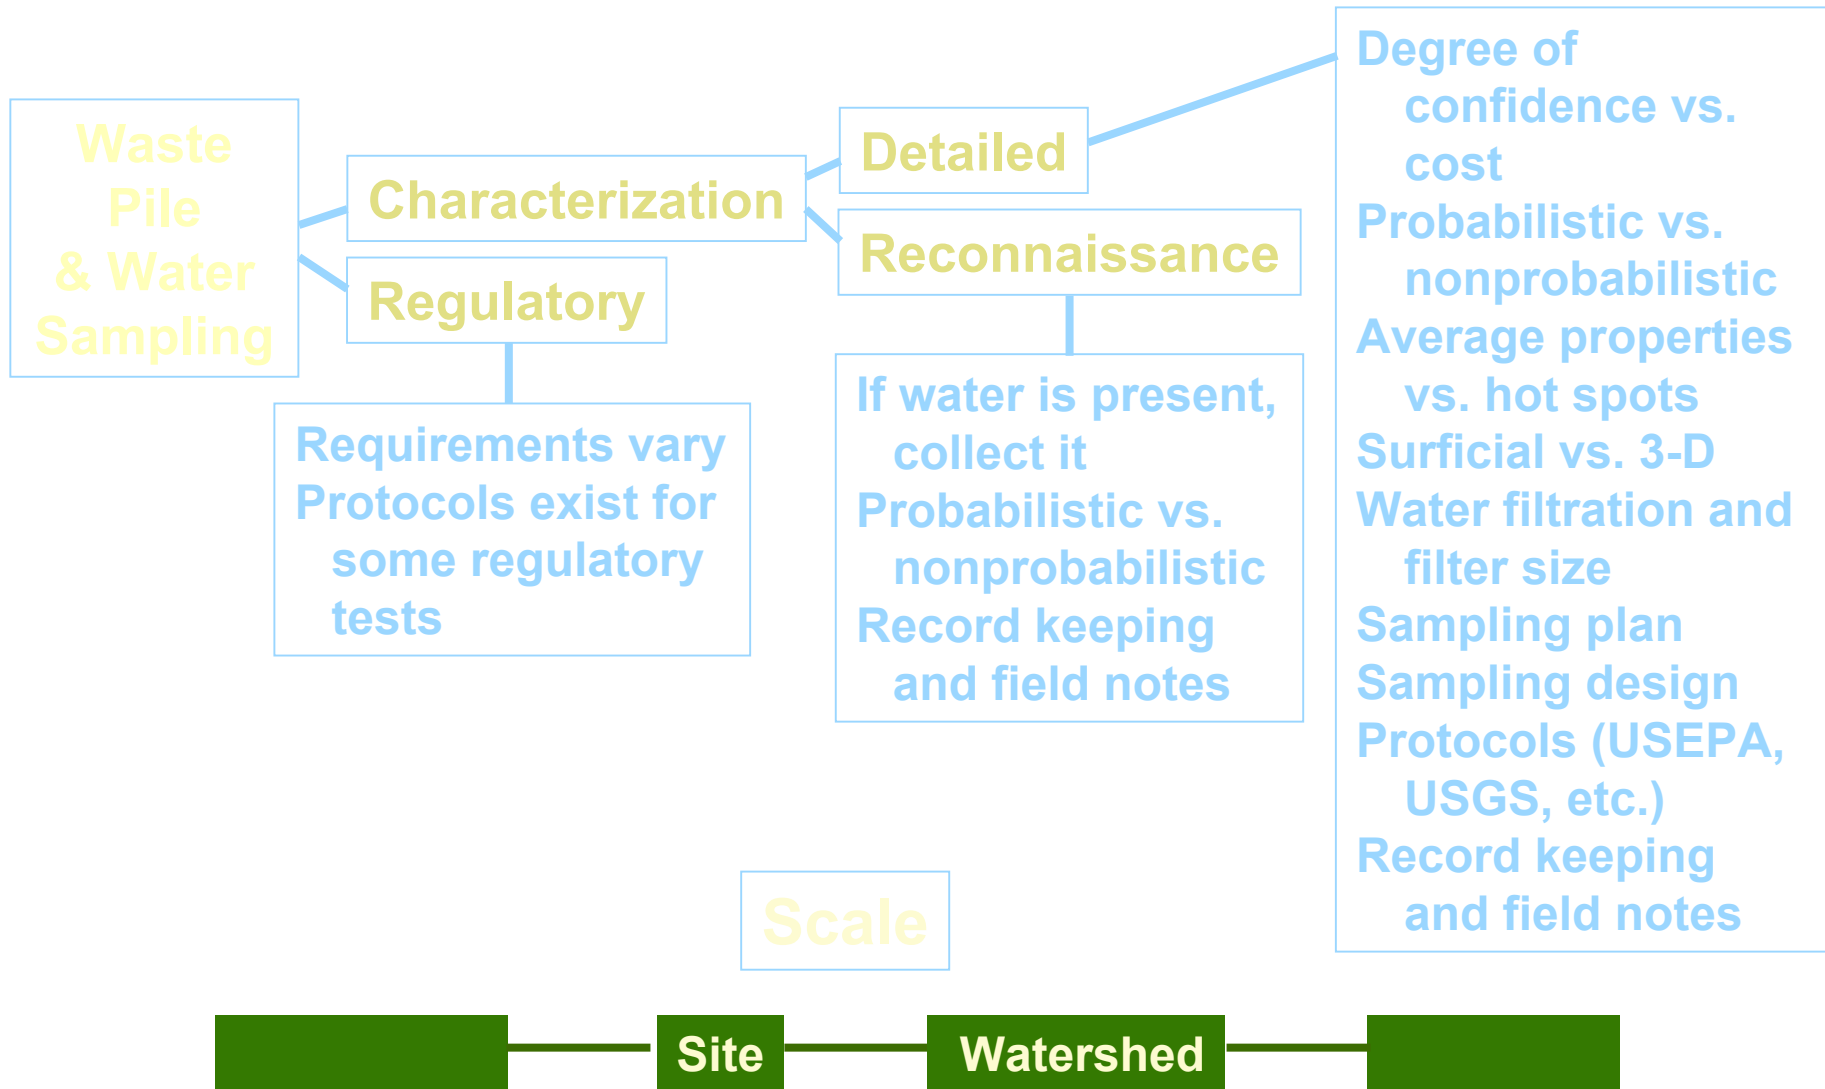 Waste
Pile
& Water
Sampling
Characterization
Regulatory
Requirements vary
Protocols exist for
some regulatory
tests
Detailed
Reconnaissance
If water is present,
collect it
Probabilistic vs.
nonprobabilistic
Record keeping
and field notes
Degree of
confidence vs.
cost
Probabilistic vs.
nonprobabilistic
Average properties
vs. hot spots
Surficial vs. 3-D
Water filtration and
filter size
Sampling plan
Sampling design
Protocols (USEPA,
USGS, etc.)
Record keeping
and field notes
Scale
Site
Watershed